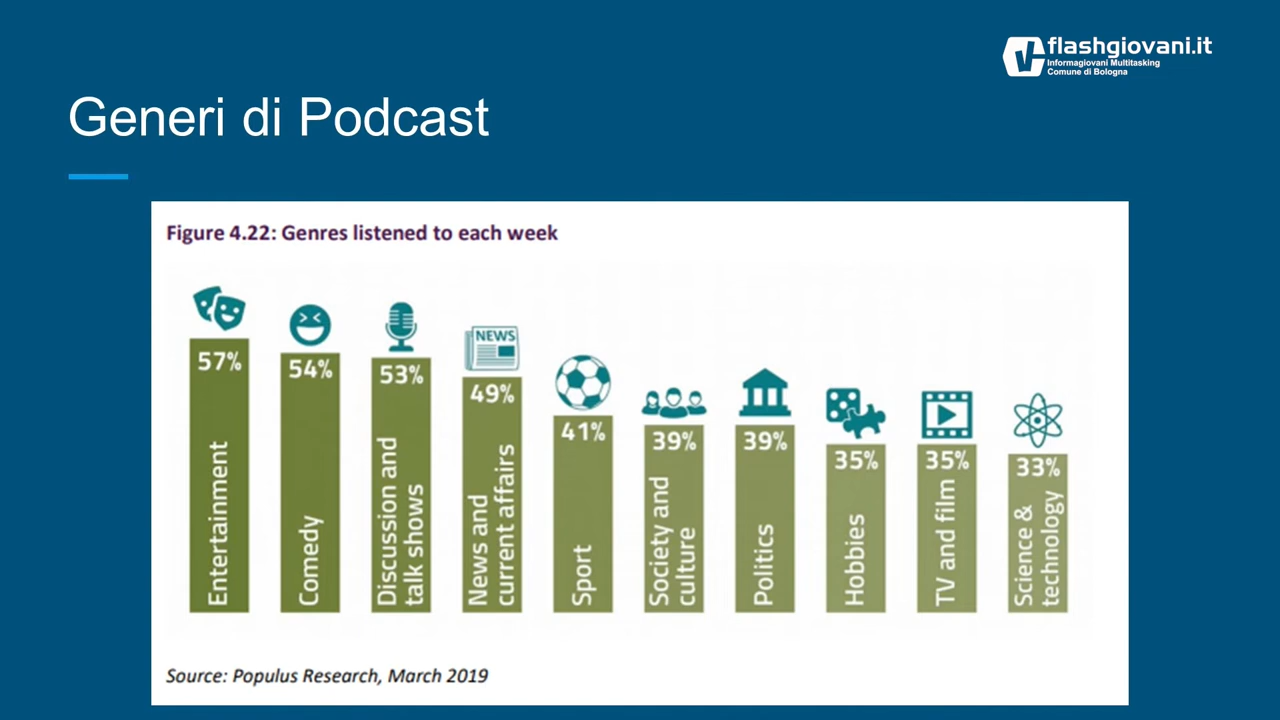 flashgiovani.it
Informagiovani Multitasking
Comune di Bologna
Generi di Podcast
Figure 4.22: Genres listened to each week
NEWS
57%
54%
53%
49%
41%
39%
39%
35%
35%
33%
Entertainment
Comedy
Discussion and
talk shows
News and
current affairs
Sport
Society and
culture
Politics
Hobbies
TV and film
Science &
technology
Source: Populus Research, March 2019